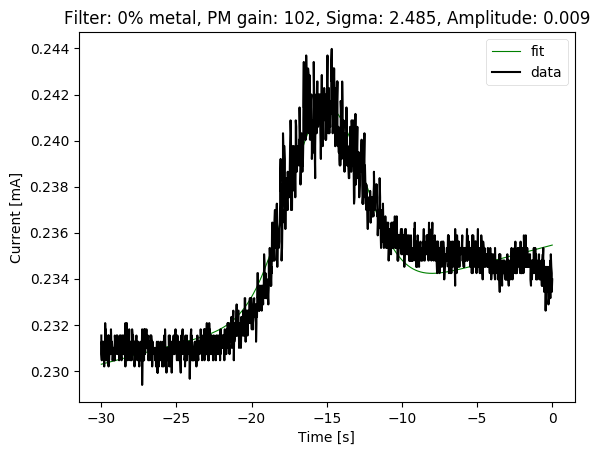 Filter: 0% metal, PM gain: 102, Sigma: 2.485, Amplitude: 0.009
0.244
0.242
0.240
0.238
0.236
0.234
0.232
0.230
Current [mA]
fit
data
−30 −25 −20 −15 −10 −5 0
Time [s]